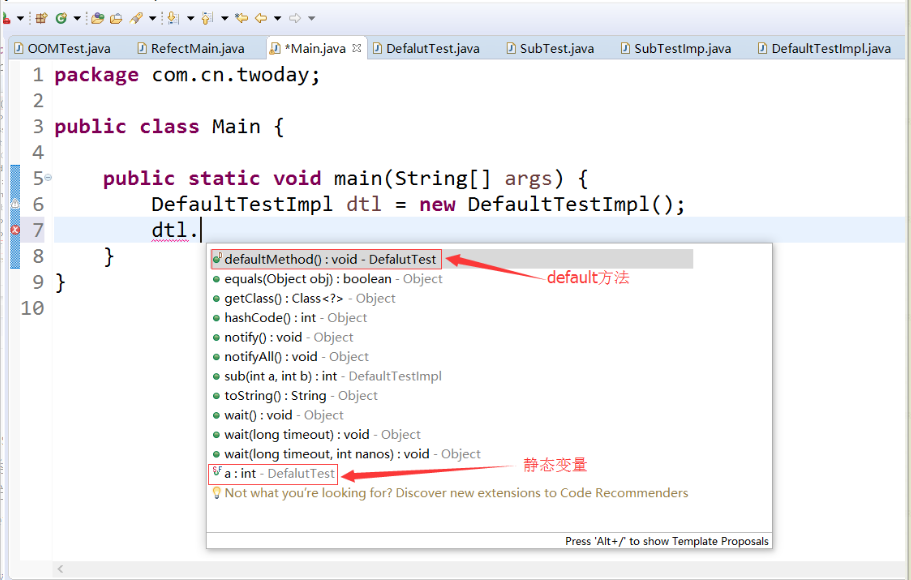 OOMTest.java RefectMain.java *Main.java DefalutTest.java SubTest.java SubTestImp.java DefaultTestImpl.java
1 package com.cn.twoday;
2
3 public class Main {
4
5 public static void main(String[] args) {
6 DefaultTestImpl dtl = new DefaultTestImpl();
7 dtl.
8 }
9 }
10
defaultMethod() : void - DefalutTest
default方法
equals(Object obj) : boolean - Object
getClass() : Class<?> - Object
hashCode() : int - Object
notify() : void - Object
notifyAll() : void - Object
sub(int a, int b) : int - DefaultTestImpl
toString() : String - Object
wait() : void - Object
wait(long timeout) : void - Object
wait(long timeout, int nanos) : void - Object
静态变量
a : int - DefalutTest
Not what you're looking for? Discover new extensions to Code Recommenders
Press 'Alt+/' to show Template Proposals